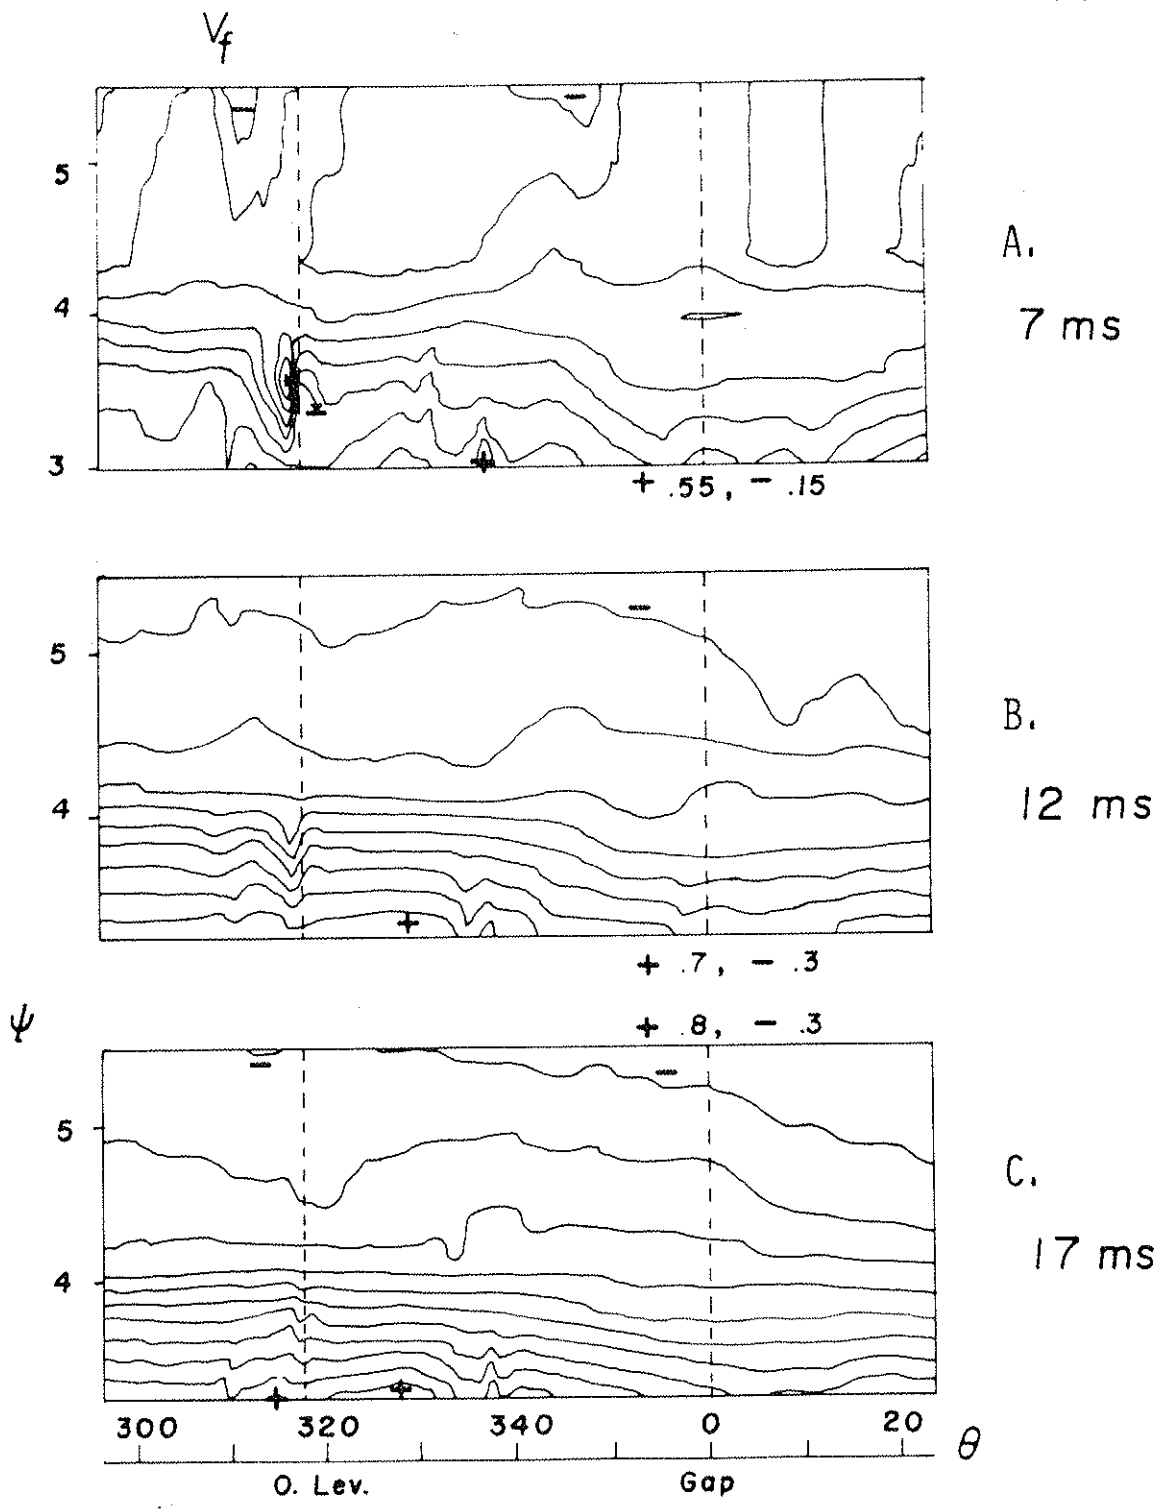 V_f
5
4
3
A.
7 ms
+ .55, - .15
5
4
B.
12 ms
+ .7, - .3
ψ
+ .8, - .3
5
4
C.
17 ms
300 320 340 0 20 θ
O. Lev. Gap